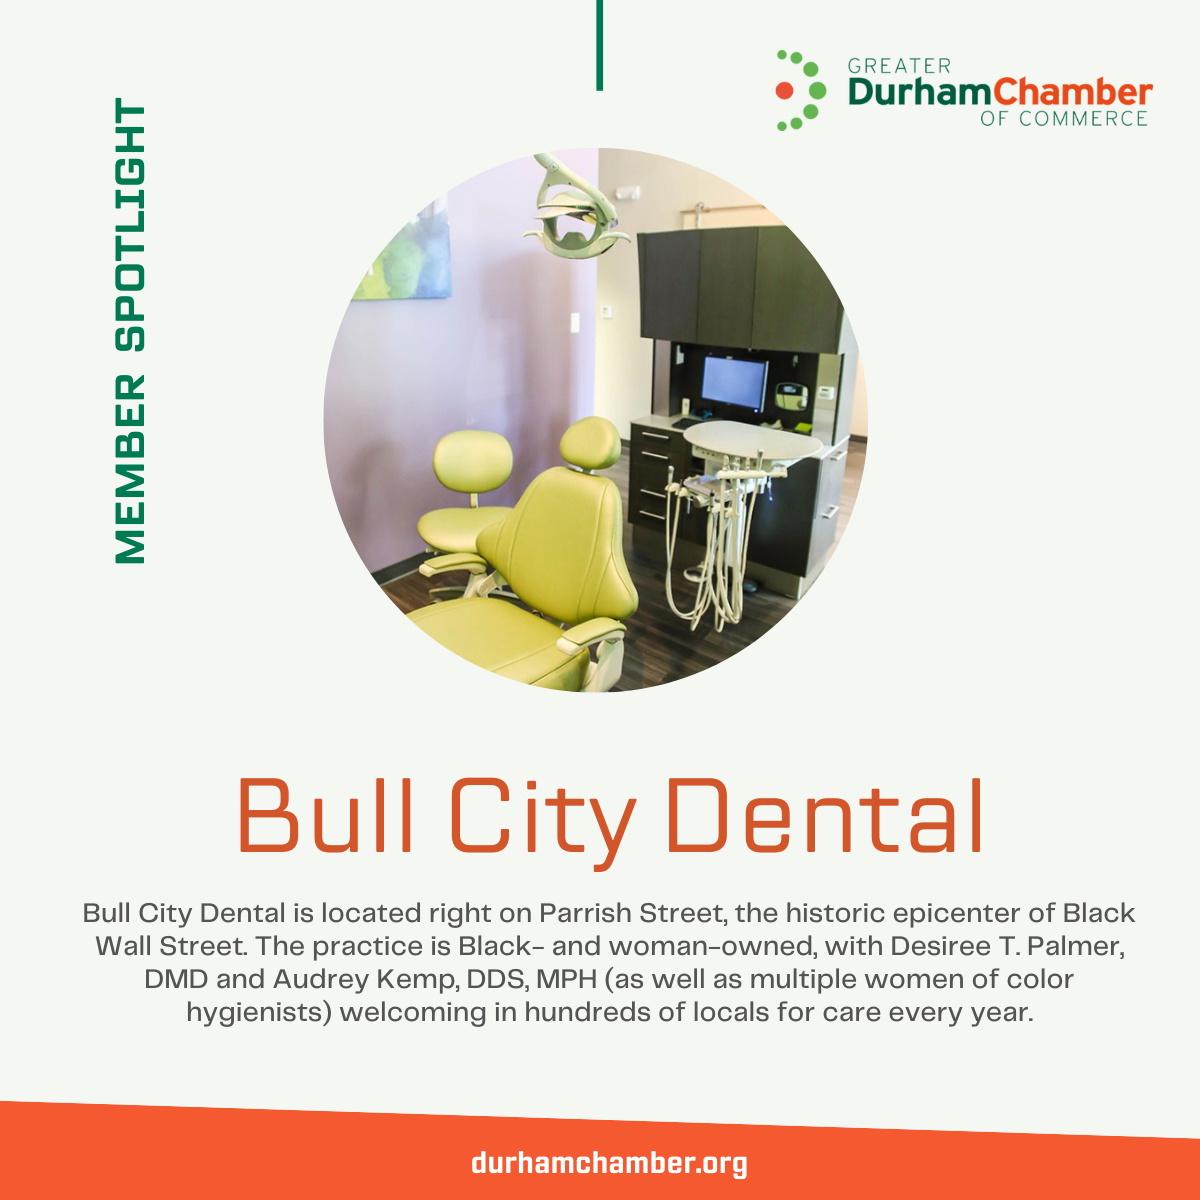 MEMBER SPOTLIGHT
GREATER
DurhamChamber
OF COMMERCE
Bull City Dental
Bull City Dental is located right on Parrish Street, the historic epicenter of Black
Wall Street. The practice is Black- and woman-owned, with Desiree T. Palmer,
DMD and Audrey Kemp, DDS, MPH (as well as multiple women of color
hygienists) welcoming in hundreds of locals for care every year.
durhamchamber.org